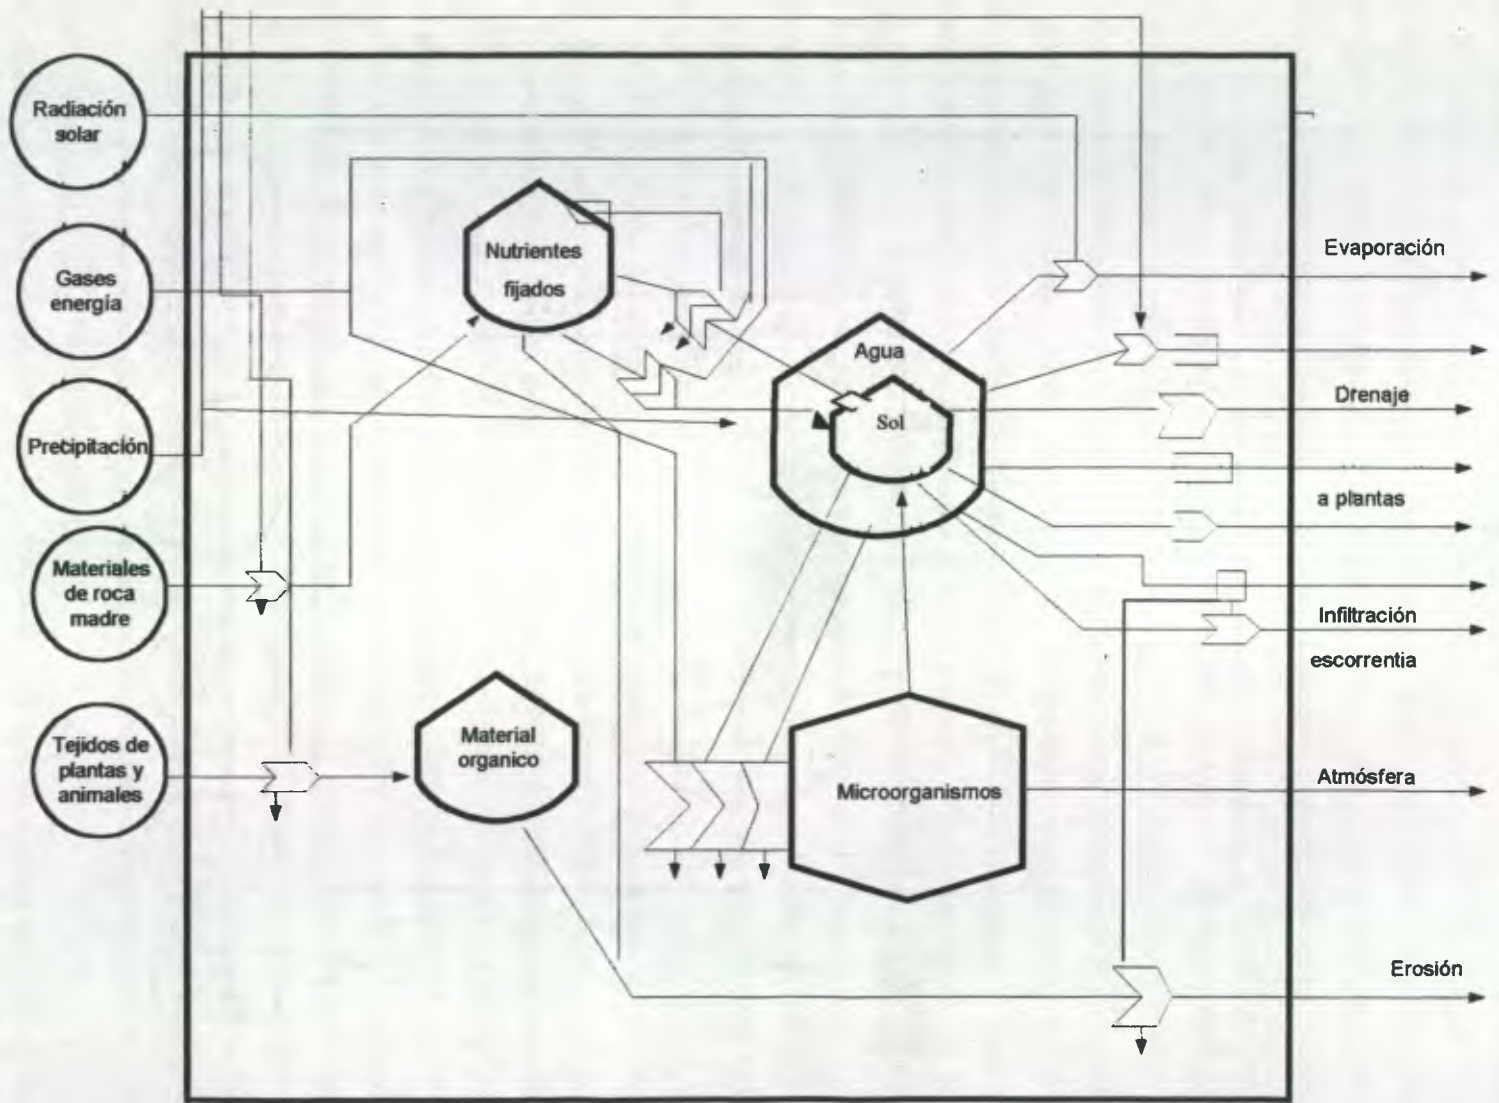 Radiación
solar
Gases
energía
Precipitación
Materiales
de roca
madre
Tejidos de
plantas y
animales
Nutrientes
fijados
Agua
Sol
Material
organico
Microorganismos
Evaporación
Drenaje
a plantas
Infiltración
escorrentia
Atmósfera
Erosión